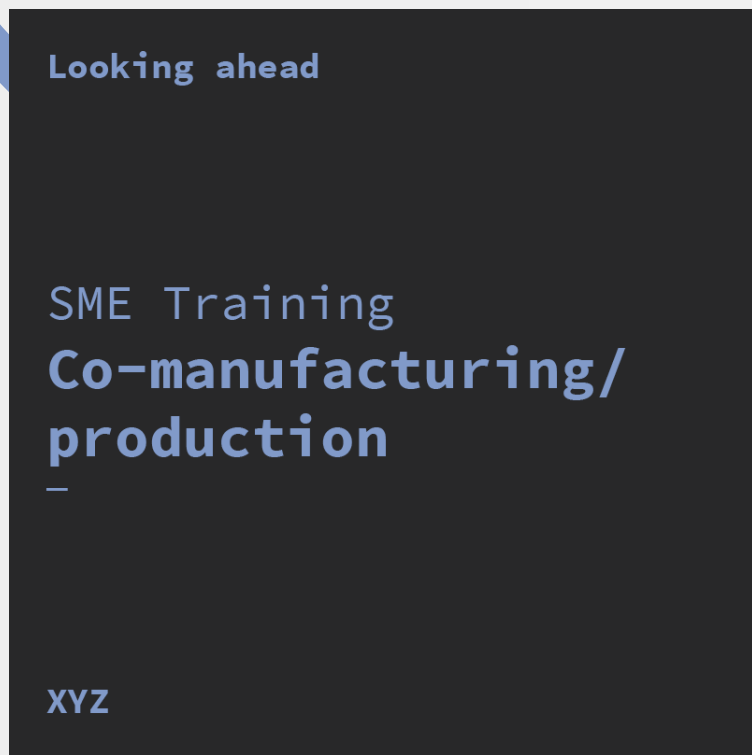 Looking ahead
SME Training
Co-manufacturing/
production
XYZ